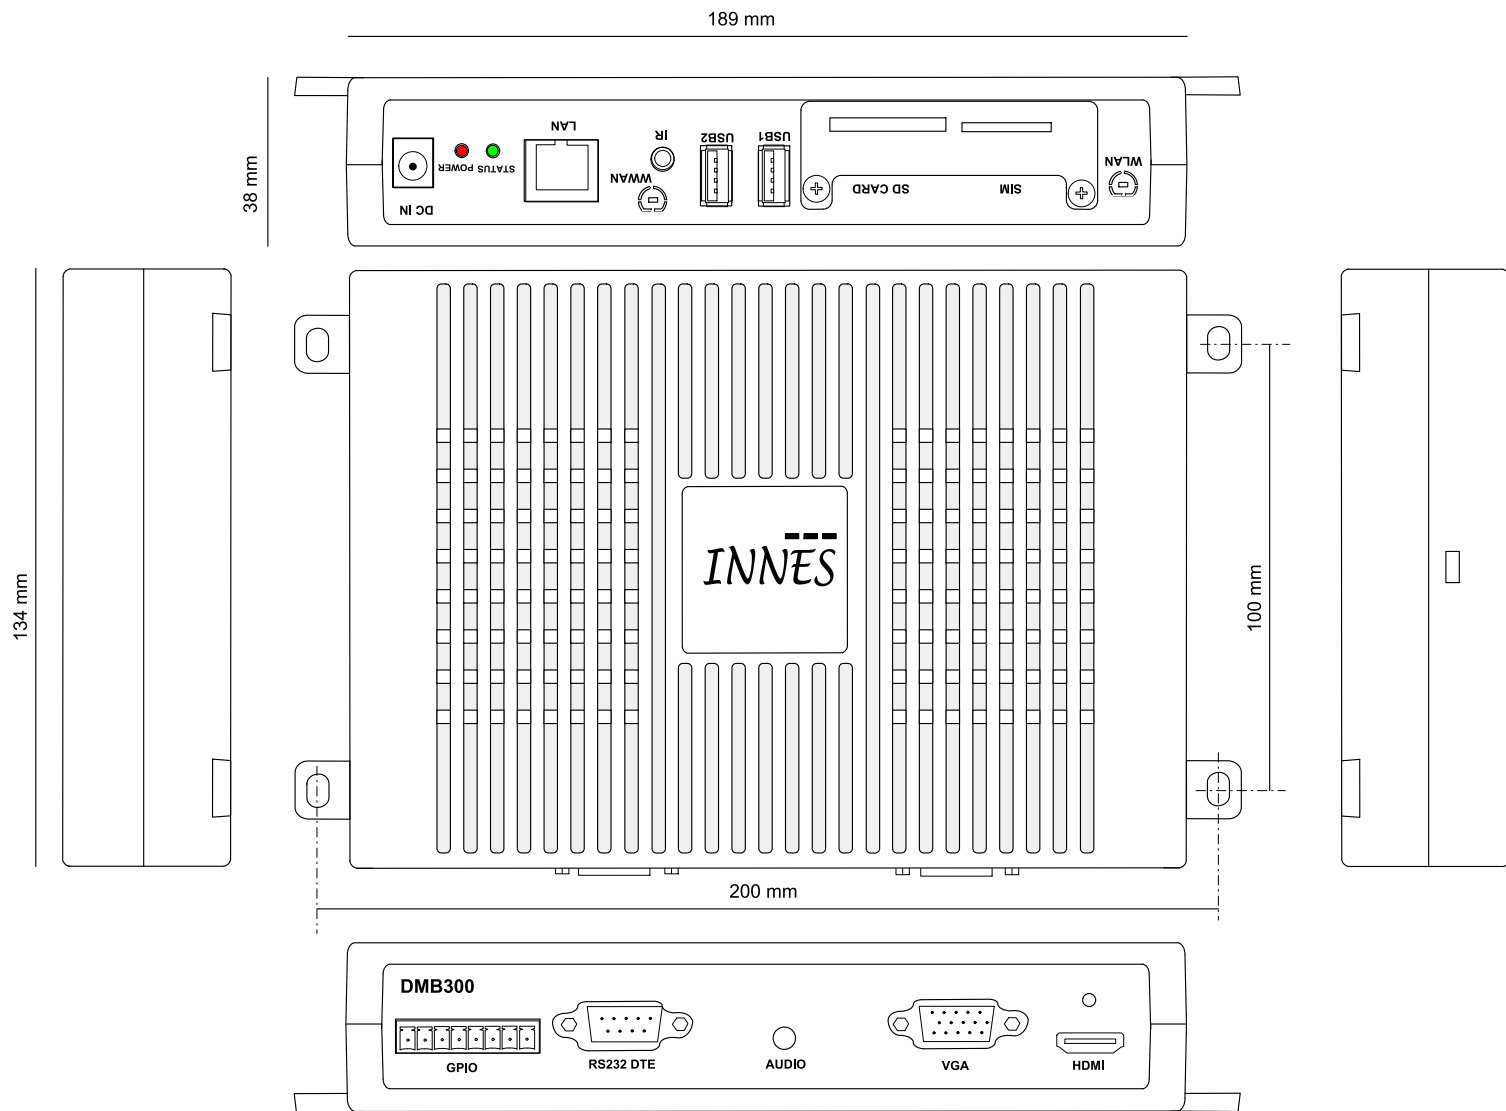 189 mm
38 mm
LAN
IR
USB2
USB1
WLAN
WWAN
POWER
STATUS
SD CARD
SIM
DC IN
134 mm
INNES
100 mm
200 mm
DMB300
GPIO
RS232 DTE
AUDIO
VGA
HDMI